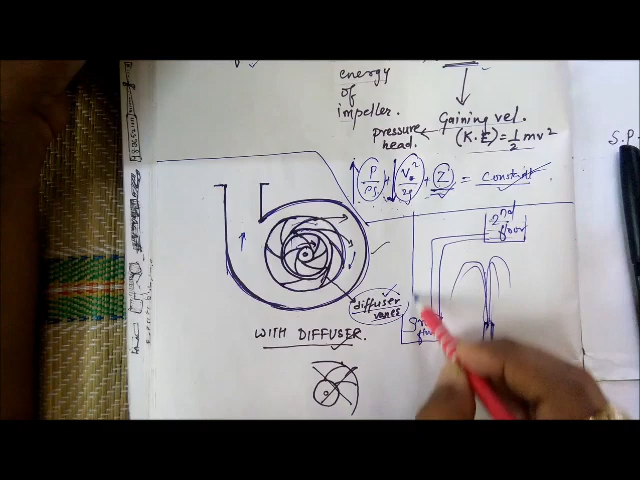 energy
of
impeller.
Gaining vel.
pressure
head.
(K.E) = 1/2 mv²
P/ρg + V²/2g + Z = Constant.
2nd
floor
diffuser
vanes
WITH DIFFUSER.
S.P